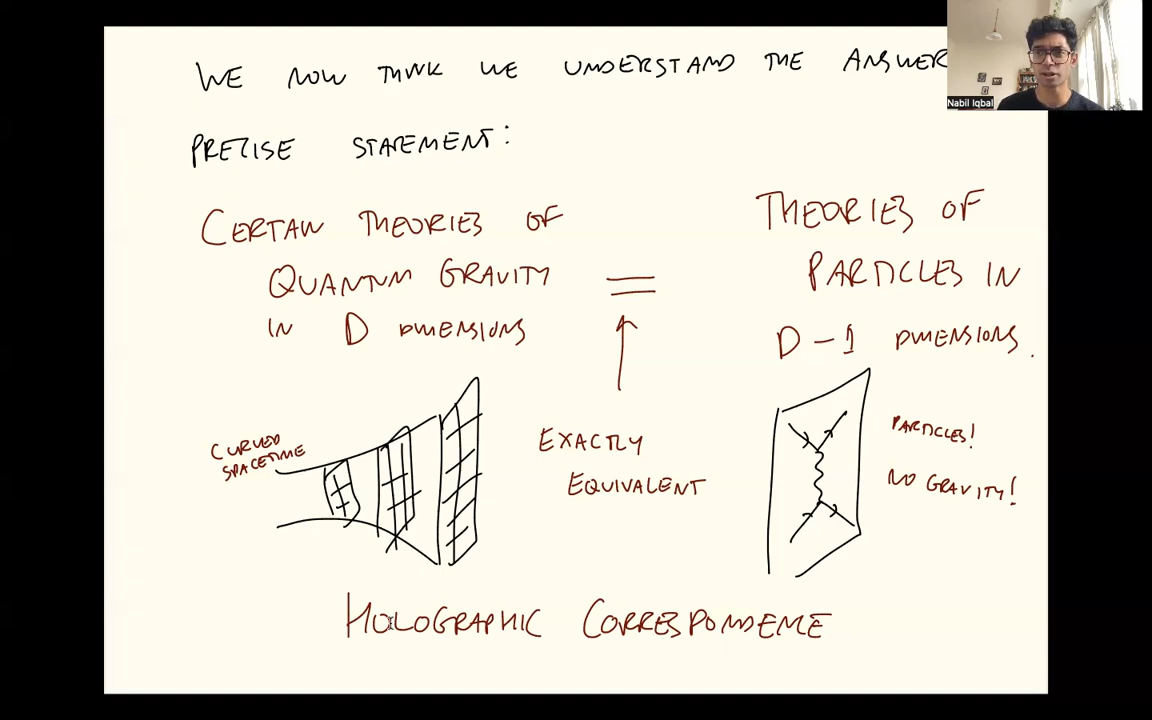 WE NOW THINK WE UNDERSTAND THE ANSWER
Nabil Iqbal
PRECISE STATEMENT:
CERTAIN THEORIES OF
QUANTUM GRAVITY
IN D DIMENSIONS
=
THEORIES OF
PARTICLES IN
D-1 DIMENSIONS.
CURVED
SPACETIME
EXACTLY
EQUIVALENT
PARTICLES!
NO GRAVITY!
HOLOGRAPHIC CORRESPONDENCE